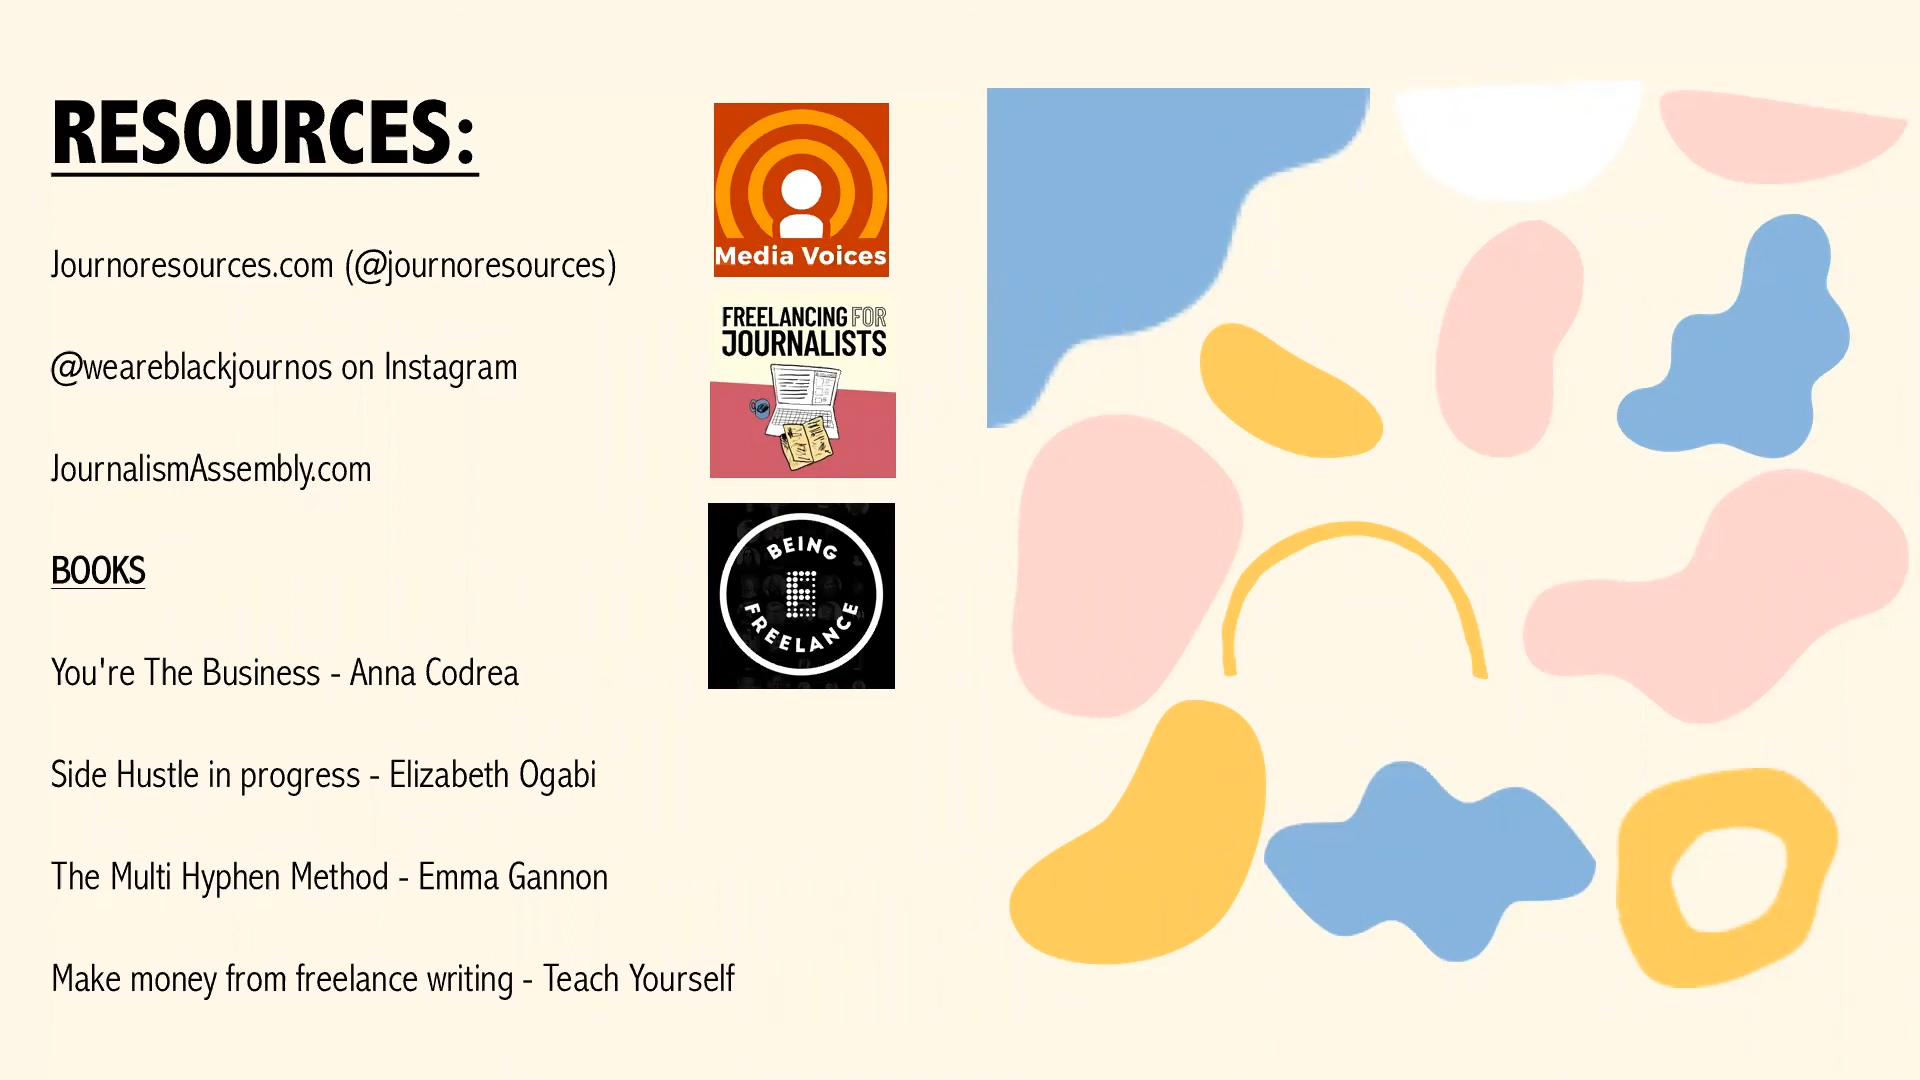 RESOURCES:
Journoresources.com (@journoresources)
@weareblackjournos on Instagram
JournalismAssembly.com
BOOKS
You're The Business - Anna Codrea
Side Hustle in progress - Elizabeth Ogabi
The Multi Hyphen Method - Emma Gannon
Make money from freelance writing - Teach Yourself
Media Voices
FREELANCING FOR
JOURNALISTS
BEING
FREELANCE